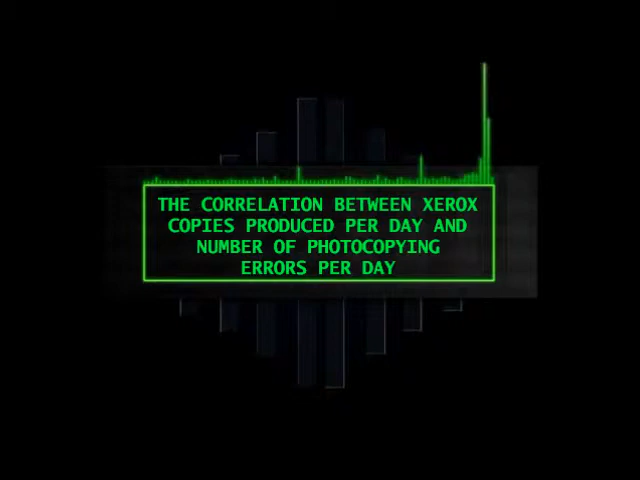 THE CORRELATION BETWEEN XEROX
COPIES PRODUCED PER DAY AND
NUMBER OF PHOTOCOPYING
ERRORS PER DAY